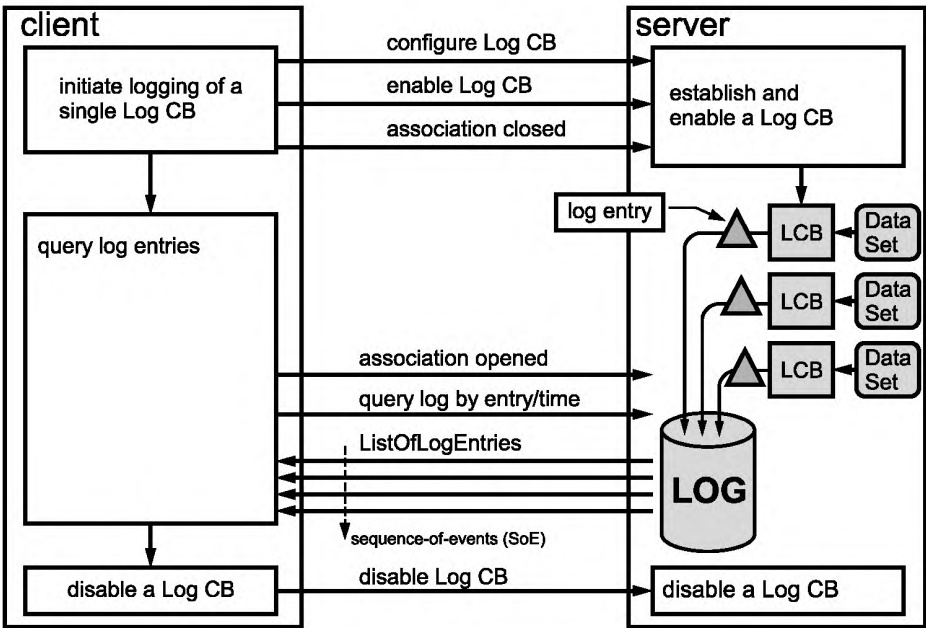 client
server
configure Log CB
initiate logging of a
single Log CB
enable Log CB
establish and
enable a Log CB
association closed
log entry
LCB
Data
Set
query log entries
LCB
Data
Set
association opened
LCB
Data
Set
query log by entry/time
ListOfLogEntries
LOG
sequence-of-events (SoE)
disable a Log CB
disable Log CB
disable a Log CB